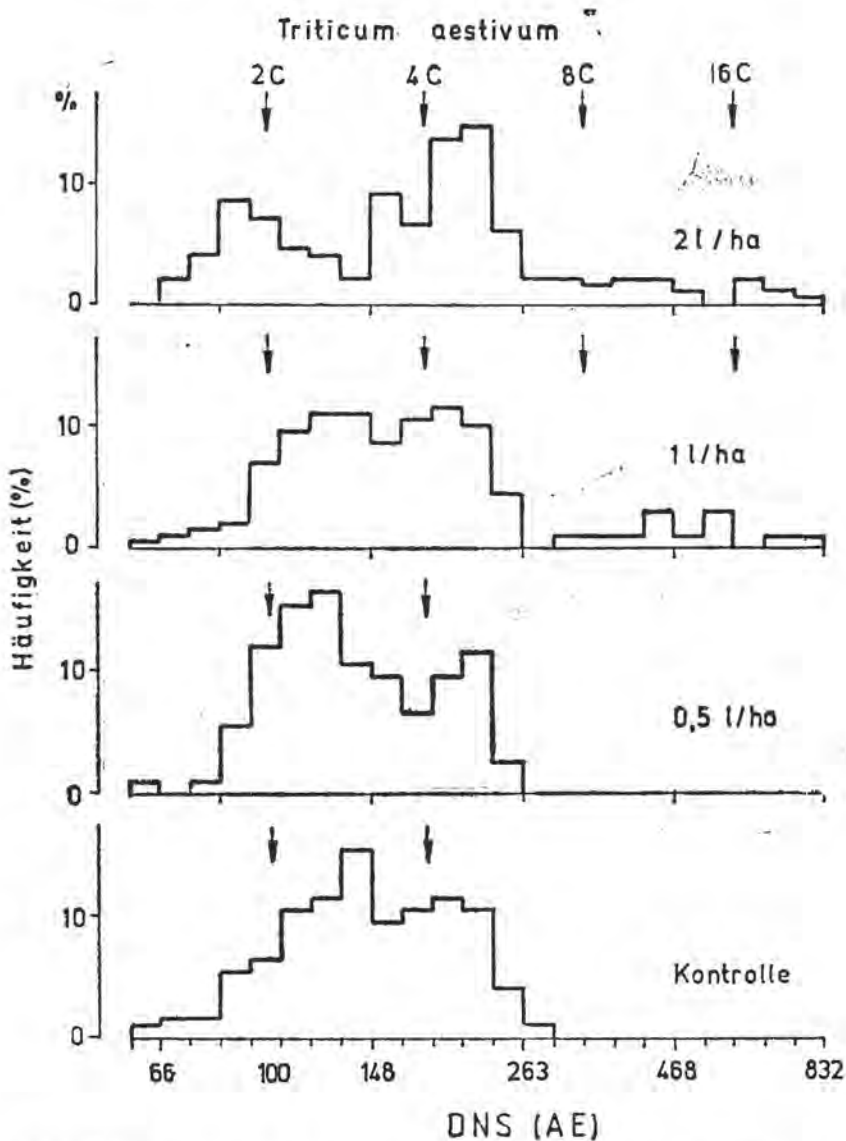 Triticum aestivum
2C 4C 8C 16C
%
10
0
2 l/ha
10
0
1 l/ha
Häufigkeit (%)
10
0
0,5 l/ha
10
0
Kontrolle
66 100 148 263 468 832
DNS (AE)